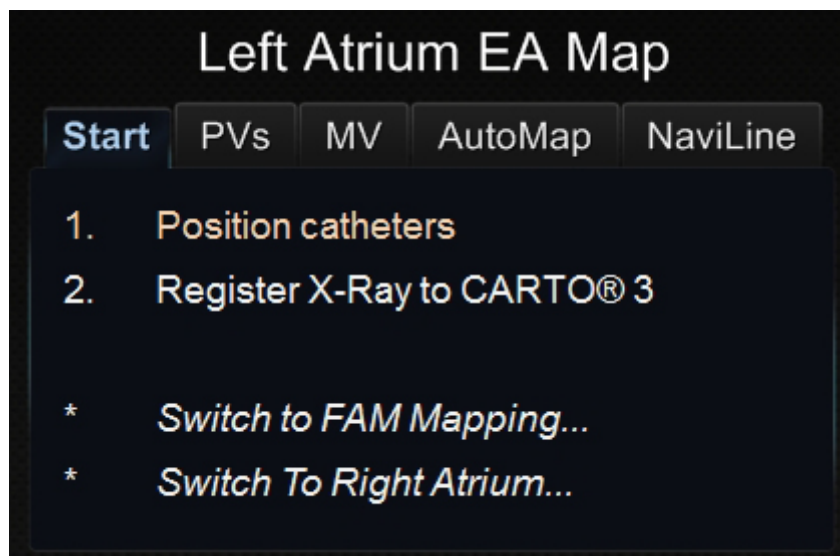 Left Atrium EA Map
Start PVs MV AutoMap NaviLine
1. Position catheters
2. Register X-Ray to CARTO® 3
* Switch to FAM Mapping...
* Switch To Right Atrium...